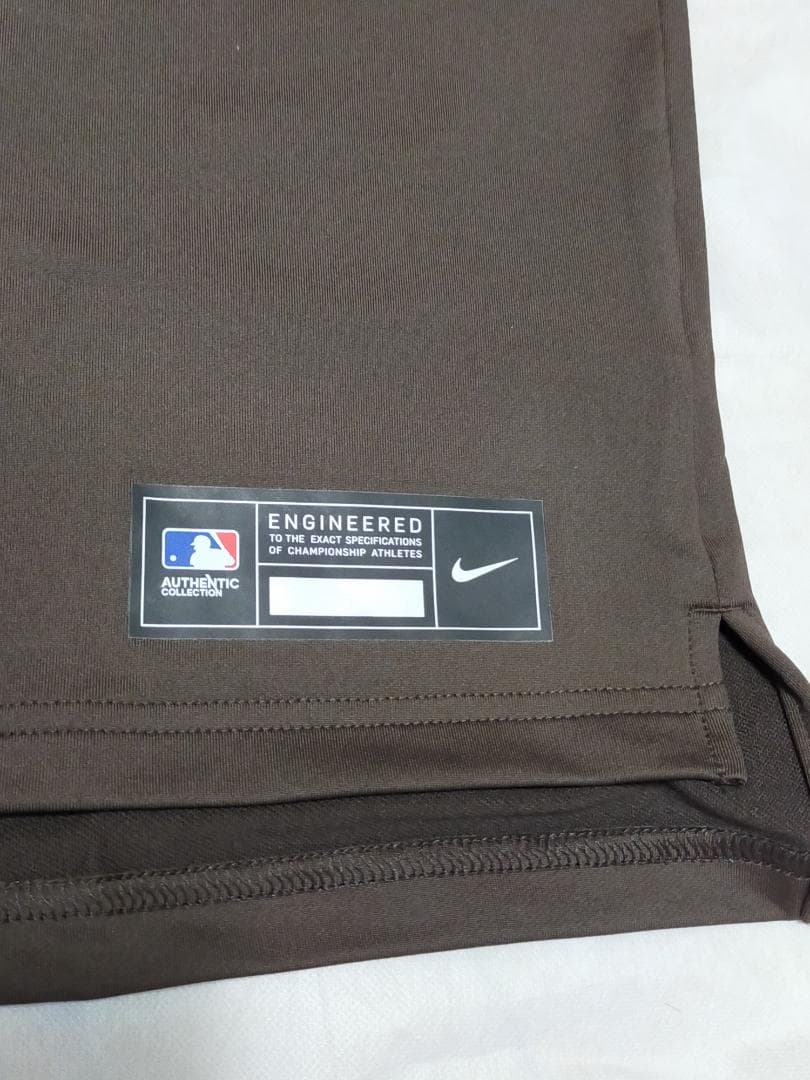 AUTHENTIC
COLLECTION
ENGINEERED
TO THE EXACT SPECIFICATIONS
OF CHAMPIONSHIP ATHLETES